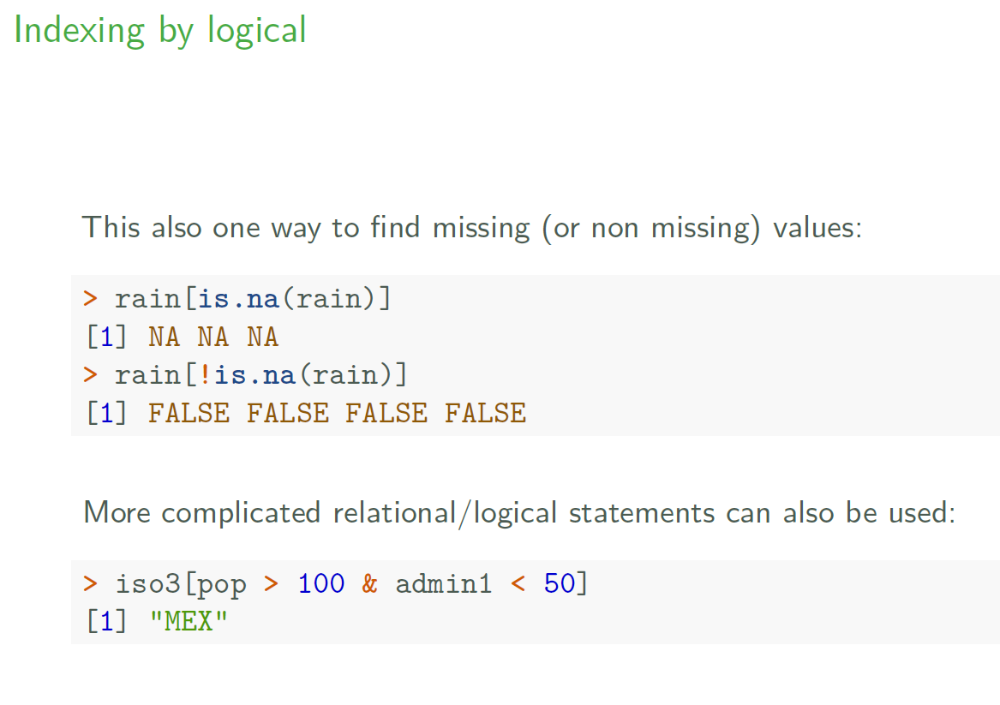 Indexing by logical
This also one way to find missing (or non missing) values:
> rain[is.na(rain)]
[1] NA NA NA
> rain[!is.na(rain)]
[1] FALSE FALSE FALSE FALSE
More complicated relational/logical statements can also be used:
> iso3[pop > 100 & admin1 < 50]
[1] "MEX"